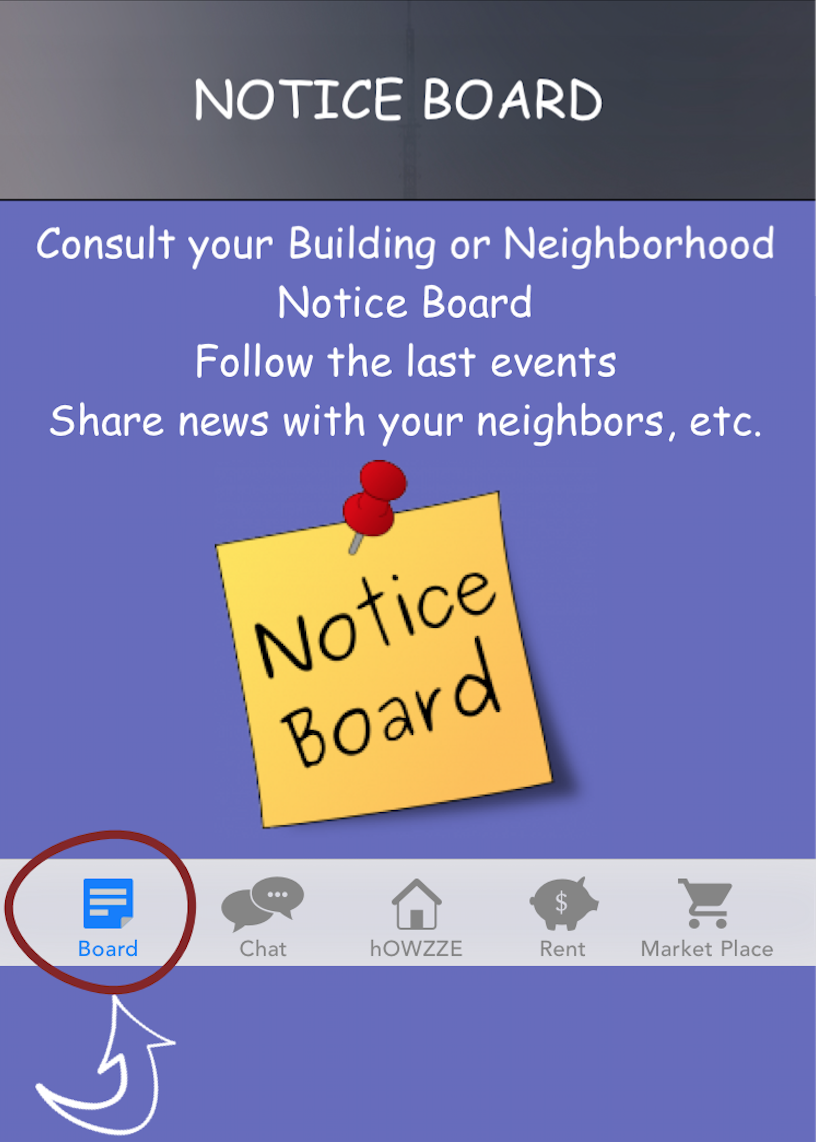 NOTICE BOARD
Consult your Building or Neighborhood
Notice Board
Follow the last events
Share news with your neighbors, etc.
Notice
Board
$
Board
Chat
hOWZZE
Rent
Market Place